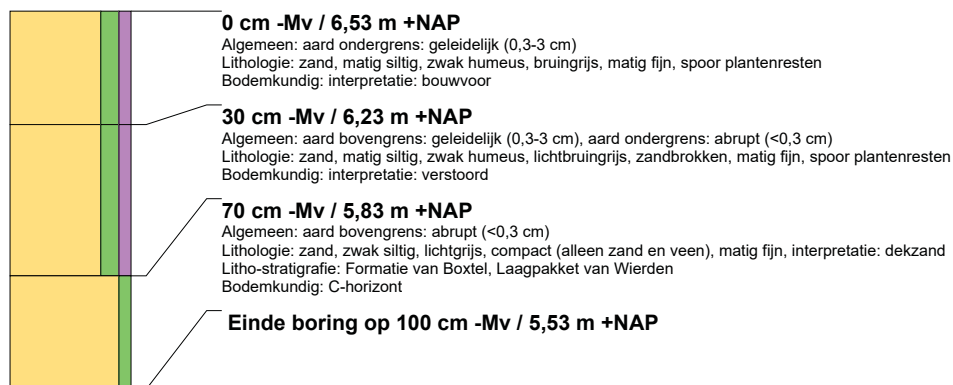 0 cm -Mv / 6,53 m +NAP
Algemeen: aard ondergrens: geleidelijk (0,3-3 cm)
Lithologie: zand, matig siltig, zwak humeus, bruingrijs, matig fijn, spoor plantenresten
Bodemkundig: interpretatie: bouwvoor
30 cm -Mv / 6,23 m +NAP
Algemeen: aard bovengrens: geleidelijk (0,3-3 cm), aard ondergrens: abrupt (<0,3 cm)
Lithologie: zand, matig siltig, zwak humeus, lichtbruingrijs, zandbrokken, matig fijn, spoor plantenresten
Bodemkundig: interpretatie: verstoord
70 cm -Mv / 5,83 m +NAP
Algemeen: aard bovengrens: abrupt (<0,3 cm)
Lithologie: zand, zwak siltig, lichtgrijs, compact (alleen zand en veen), matig fijn, interpretatie: dekzand
Litho-stratigrafie: Formatie van Boxtel, Laagpakket van Wierden
Bodemkundig: C-horizont
Einde boring op 100 cm -Mv / 5,53 m +NAP